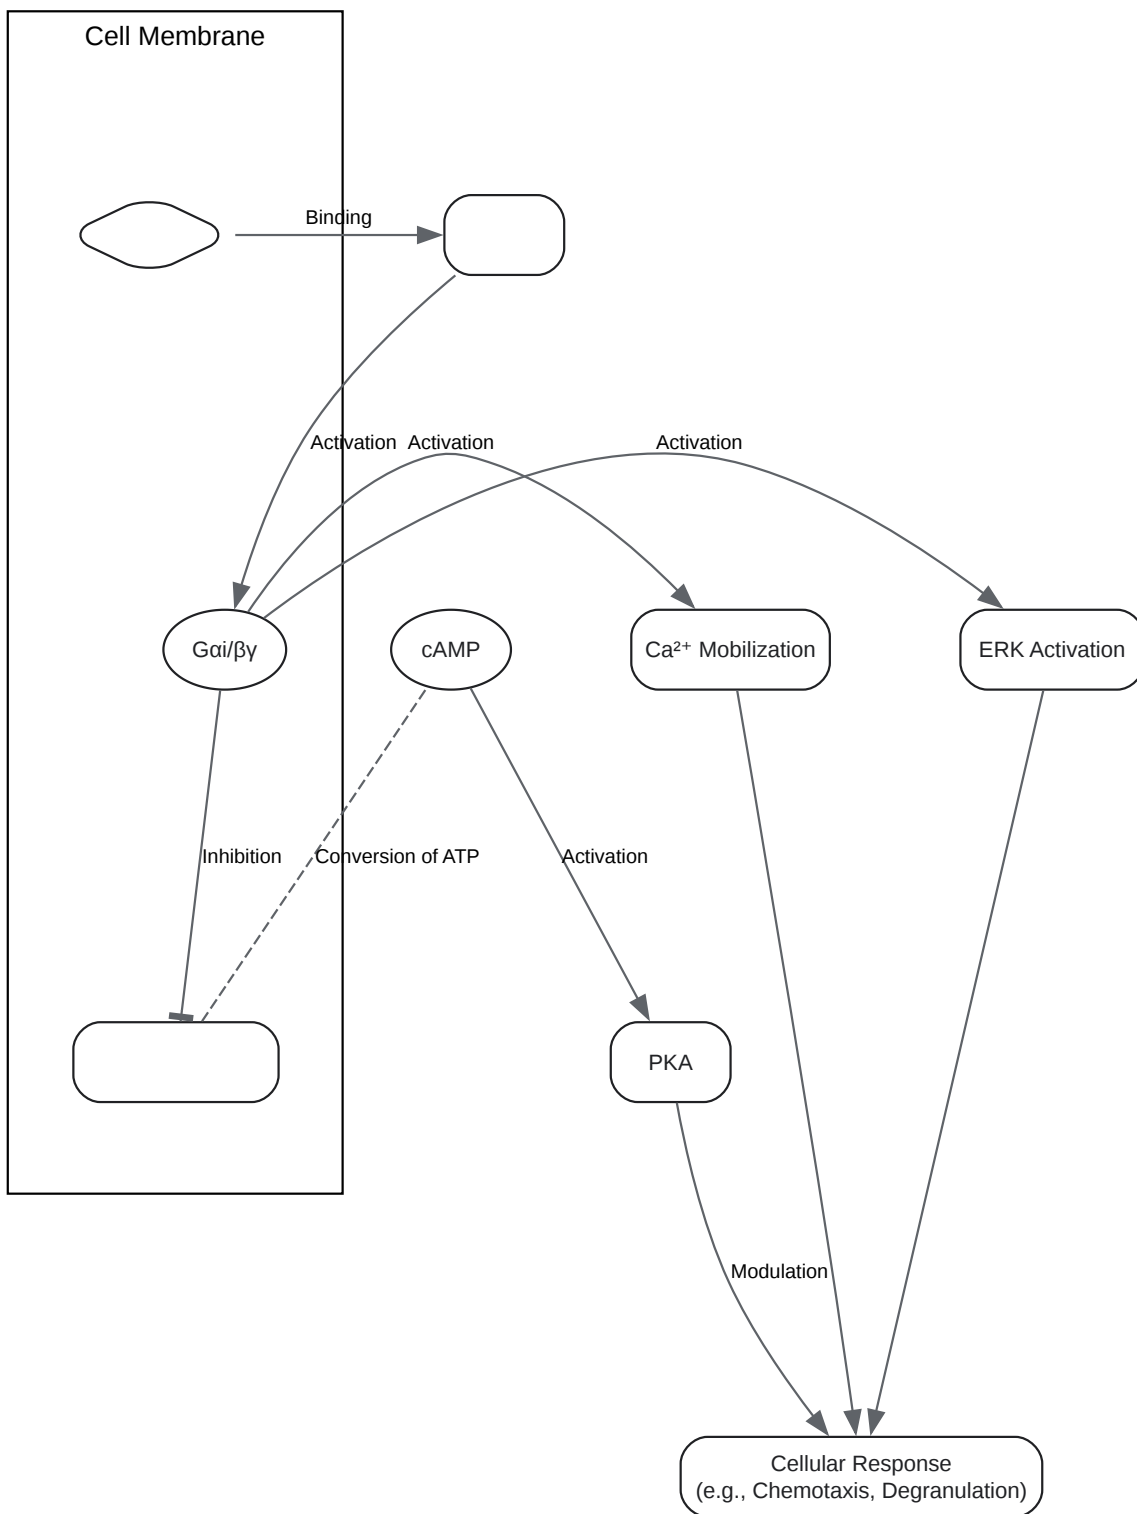 Cell Membrane
Binding
Activation
Activation
Activation
Gαi/βγ
cAMP
Ca²⁺ Mobilization
ERK Activation
Inhibition
Conversion of ATP
Activation
PKA
Modulation
Cellular Response
(e.g., Chemotaxis, Degranulation)